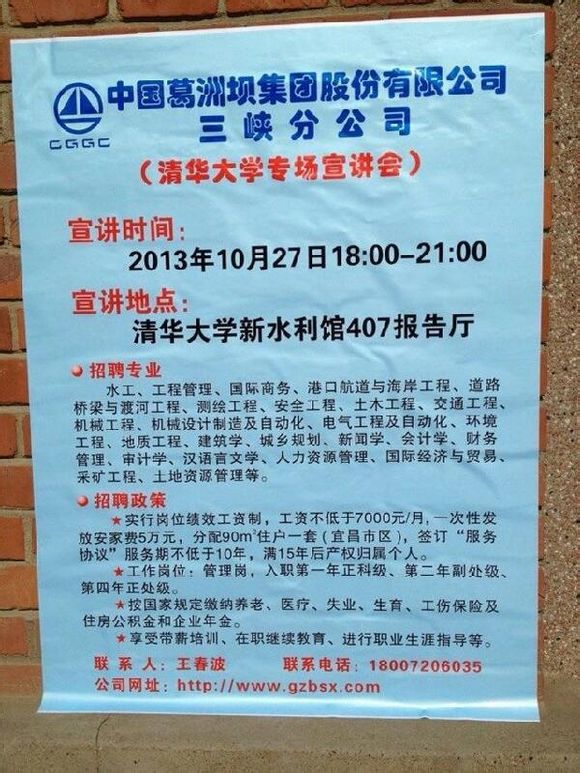 中国葛洲坝集团股份有限公司
CGGC
三峡分公司
（清华大学专场宣讲会）
宣讲时间：
2013年10月27日18:00-21:00
宣讲地点：
清华大学新水利馆407报告厅
招聘专业
水工、工程管理、国际商务、港口航道与海岸工程、道路
桥梁与渡河工程、测绘工程、安全工程、土木工程、交通工程、
机械工程、机械设计制造及自动化、电气工程及自动化、环境
工程、地质工程、建筑学、城乡规划、新闻学、会计学、财务
管理、审计学、汉语言文学、人力资源管理、国际经济与贸易、
采矿工程、土地资源管理等。
招聘政策
★实行岗位绩效工资制，工资不低于7000元/月，一次性发
放安家费5万元，分配90m²住户一套（宜昌市区），签订“服务
协议”服务期不低于10年，满15年后产权归属个人。
★工作岗位：管理岗，入职第一年正科级、第二年副处级、
第四年正处级。
★按国家规定缴纳养老、医疗、失业、生育、工伤保险及
住房公积金和企业年金。
★享受带薪培训、在职继续教育、进行职业生涯指导等。
联 系 人：王春波 联系电话：18007206035
公司网址：http://www.gzbsx.com